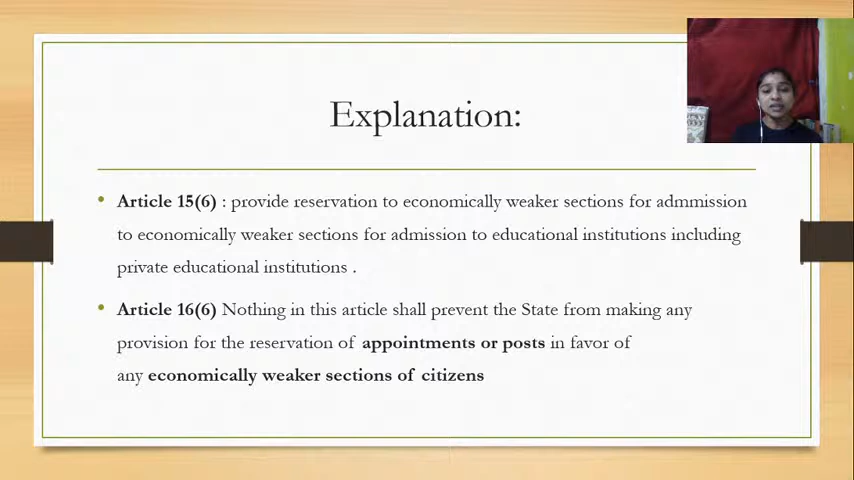 Explanation:
• Article 15(6) : provide reservation to economically weaker sections for admmission
to economically weaker sections for admission to educational institutions including
private educational institutions .
• Article 16(6) Nothing in this article shall prevent the State from making any
provision for the reservation of appointments or posts in favor of
any economically weaker sections of citizens